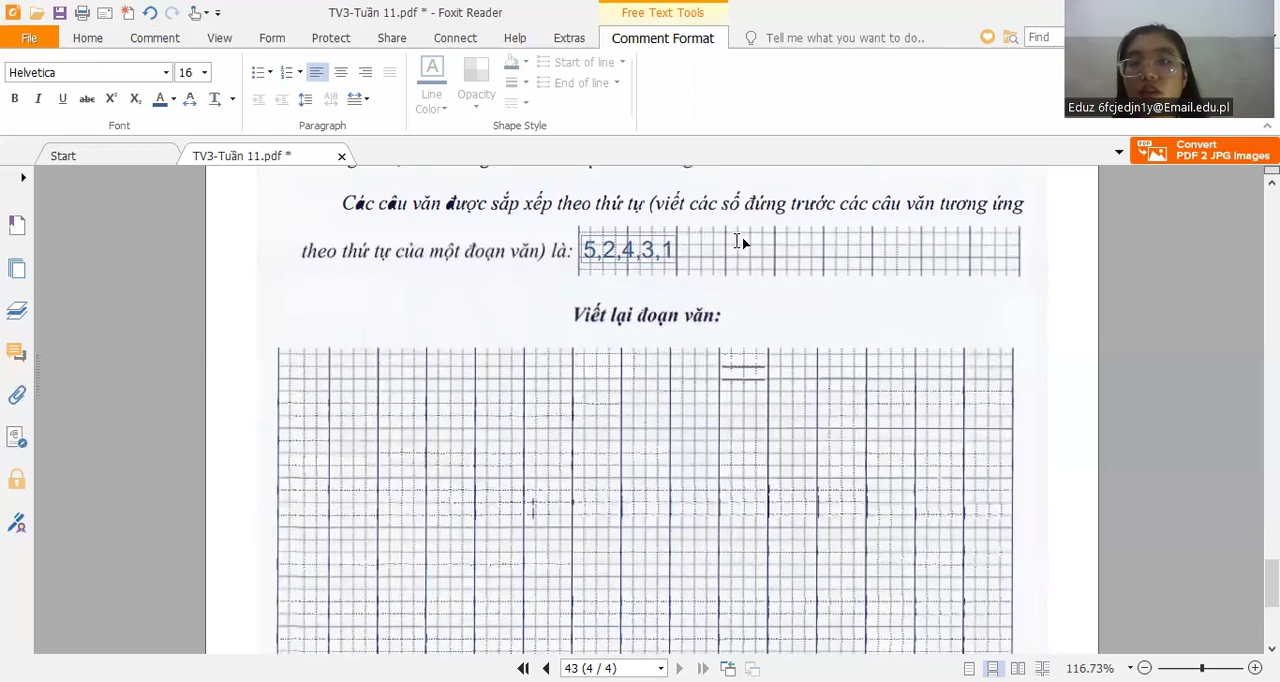 TV3-Tuần 11.pdf * - Foxit Reader
Free Text Tools
File Home Comment View Form Protect Share Connect Help Extras Comment Format Tell me what you want to do.. Find
Helvetica 16
Start of line
End of line
B I U abc X² X₂ A T
Line Color Opacity
Font Paragraph Shape Style
Eduz 6fcjedjn1y@Email.edu.pl
Start TV3-Tuần 11.pdf *
Convert
PDF 2 JPG Images
Các câu văn được sắp xếp theo thứ tự (viết các số đứng trước các câu văn tương ứng
theo thứ tự của một đoạn văn) là: 5,2,4,3,1
Viết lại đoạn văn:
43 (4 / 4) 116.73%